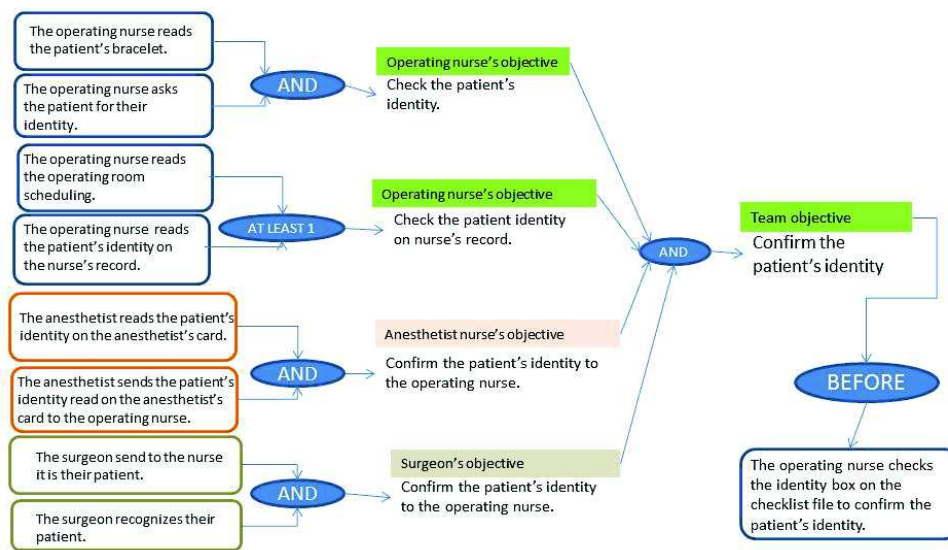 The operating nurse reads
the patient's bracelet.
The operating nurse asks
the patient for their
identity.
AND
Operating nurse's objective
Check the patient's
identity.
The operating nurse reads
the operating room
scheduling.
The operating nurse reads
the patient's identity on
the nurse's record.
AT LEAST 1
Operating nurse's objective
Check the patient identity
on nurse's record.
The anesthetist reads the patient's
identity on the anesthetist's card.
The anesthetist sends the patient's
identity read on the anesthetist's
card to the operating nurse.
AND
Anesthetist nurse's objective
Confirm the patient's identity to
the operating nurse.
The surgeon send to the nurse
it is their patient.
The surgeon recognizes their
patient.
AND
Surgeon's objective
Confirm the patient's identity
to the operating nurse.
AND
Team objective
Confirm the
patient's identity
BEFORE
The operating nurse checks
the identity box on the
checklist file to confirm the
patient's identity.